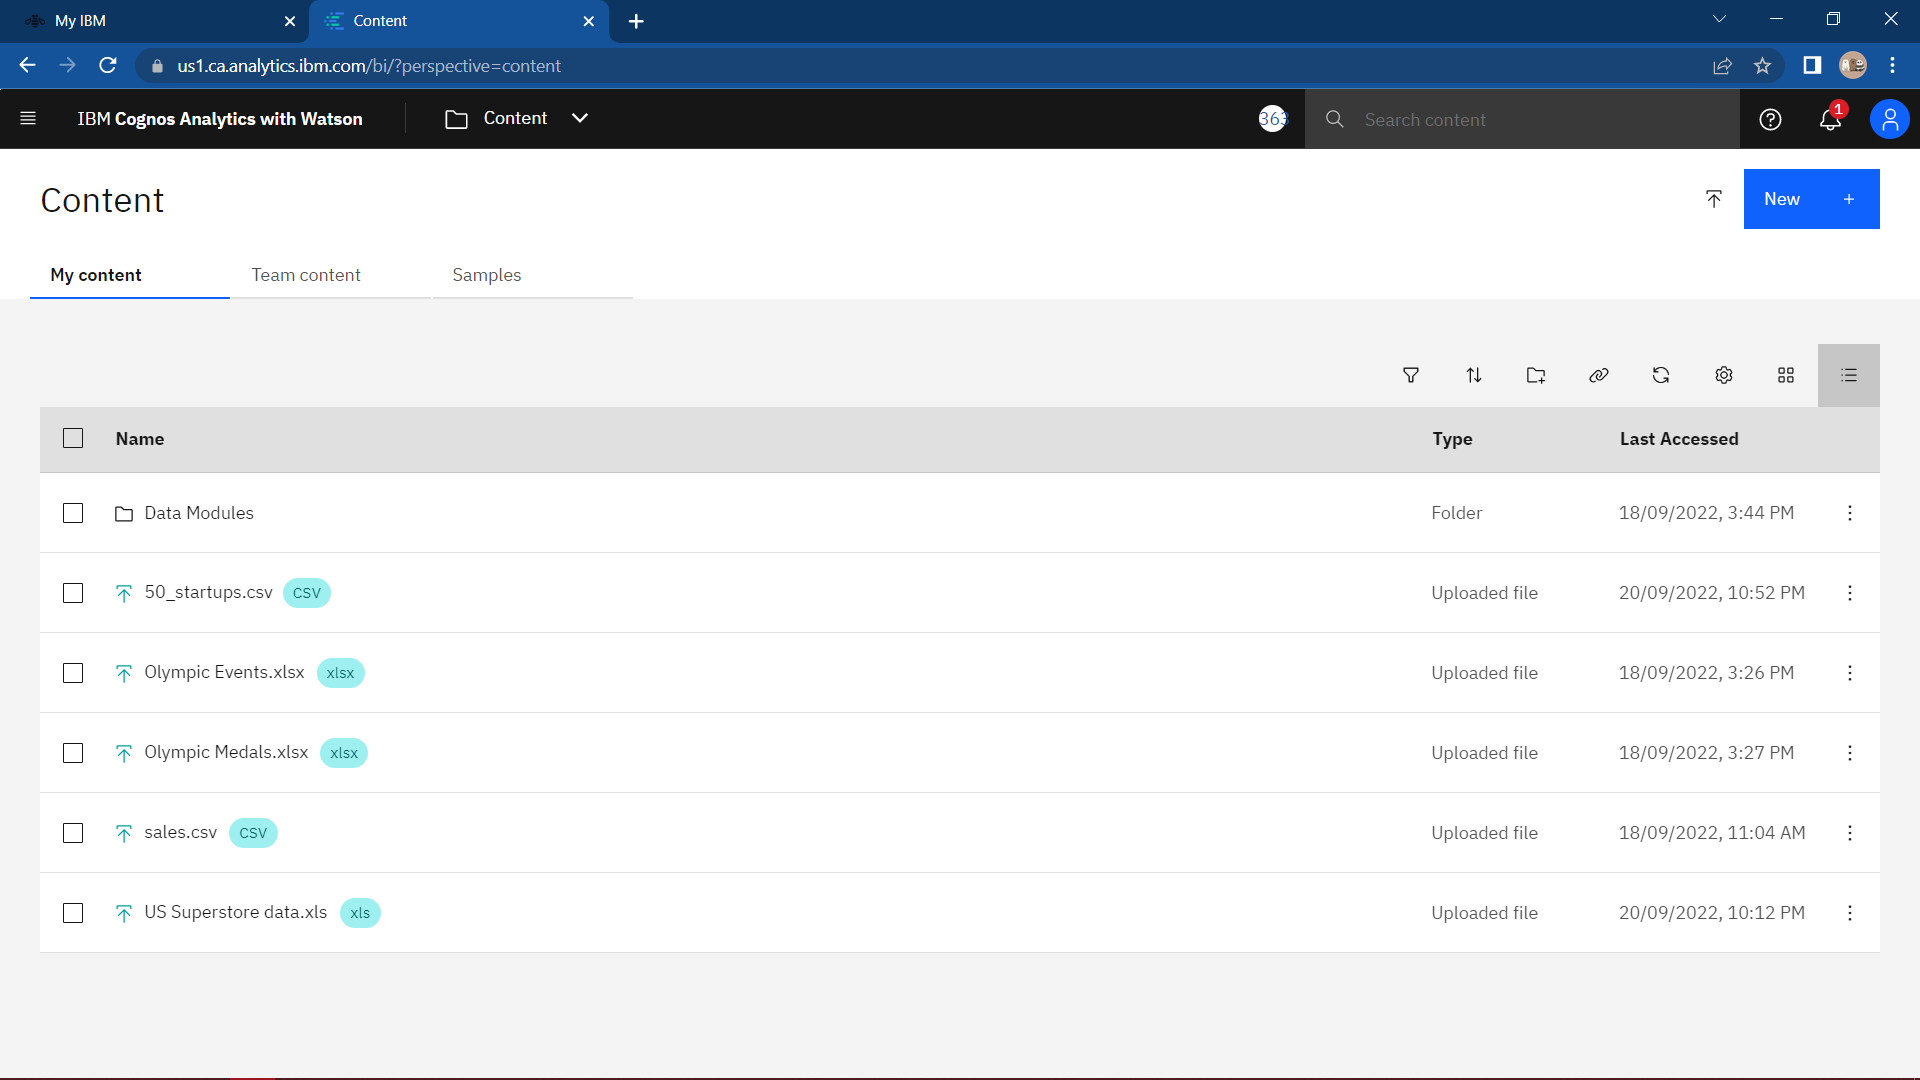 My IBM
Content
us1.ca.analytics.ibm.com/bi/?perspective=content
IBM Cognos Analytics with Watson
Content
363
Search content
1
Content
New +
My content
Team content
Samples
Name
Type
Last Accessed
Data Modules
Folder
18/09/2022, 3:44 PM
50_startups.csv
CSV
Uploaded file
20/09/2022, 10:52 PM
Olympic Events.xlsx
xlsx
Uploaded file
18/09/2022, 3:26 PM
Olympic Medals.xlsx
xlsx
Uploaded file
18/09/2022, 3:27 PM
sales.csv
CSV
Uploaded file
18/09/2022, 11:04 AM
US Superstore data.xls
xls
Uploaded file
20/09/2022, 10:12 PM